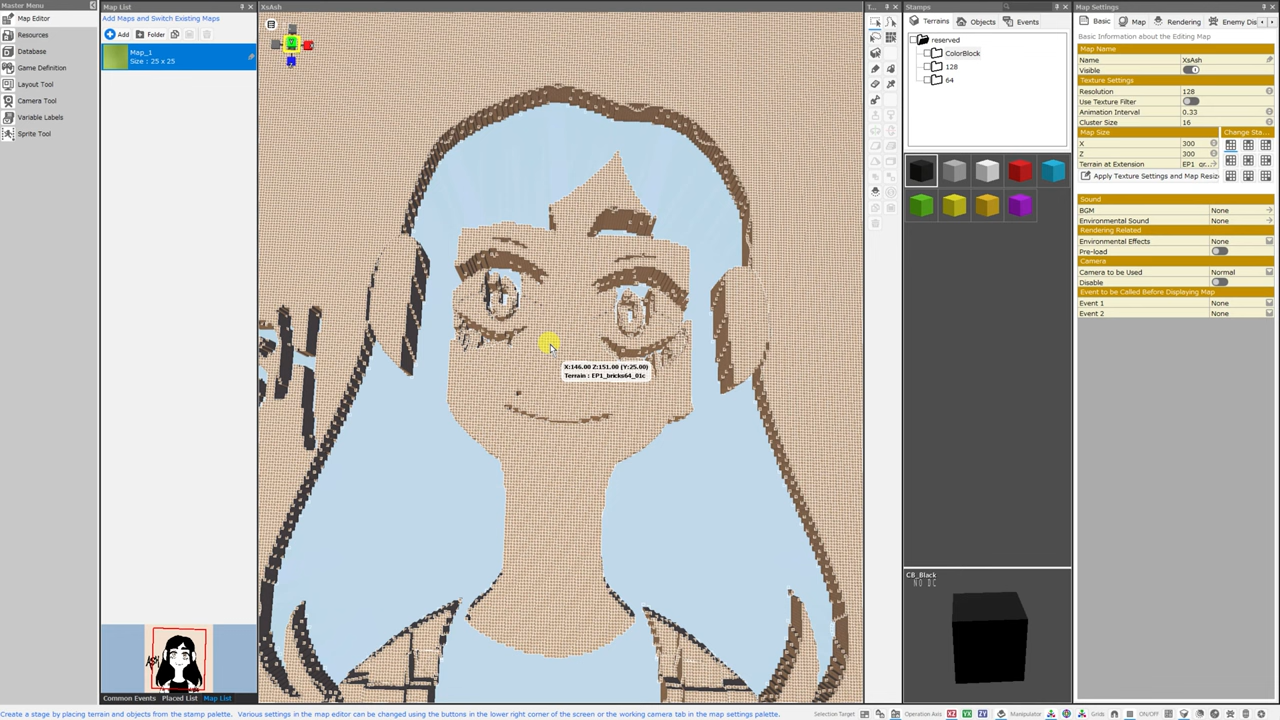 Master Menu
Map Editor
Resources
Database
Game Definition
Layout Tool
Camera Tool
Variable Labels
Sprite Tool
Map List
Add Maps and Switch Existing Maps
Add
Folder
Map_1
Size : 25 x 25
Common Events
Placed List
Map List
XsAsh
X:146.00 Z:151.00 (Y:25.00)
Terrain : EP1_bricks64_01c
T...
Stamps
Terrains
Objects
Events
reserved
ColorBlock
128
64
CB_Black
Map Settings
Basic
Map
Rendering
Enemy Dis
Basic Information about the Editing Map
Map Name
Name XsAsh
Visible
Texture Settings
Resolution 128
Use Texture Filter
Animation Interval 0.33
Cluster Size 16
Map Size Change Sta...
X 300
Z 300
Terrain at Extension EP1_gr...
Apply Texture Settings and Map Resiz
Sound
BGM None
Environmental Sound None
Rendering Related
Environmental Effects None
Pre-load
Camera
Camera to be Used Normal
Disable
Event to be Called Before Displaying Map
Event 1 None
Event 2 None
Create a stage by placing terrain and objects from the stamp palette. Various settings in the map editor can be changed using the buttons in the lower right corner of the screen or the working camera tab in the map settings palette.
Selection Target
Operation Axis
Manipulator
Grids
ON/OFF